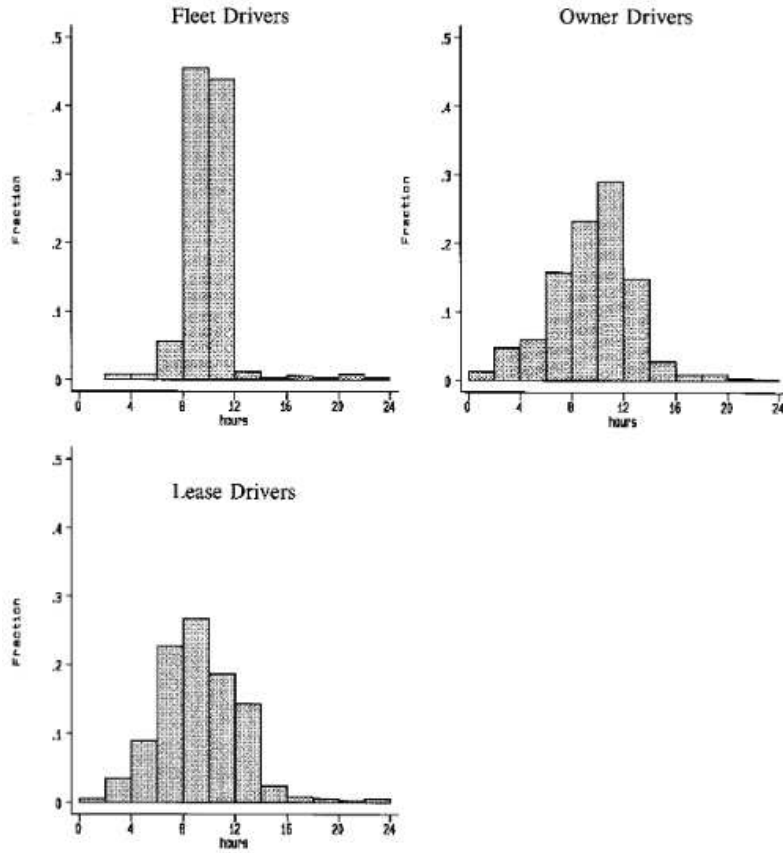 Fleet Drivers
.5
.4
.3
.2
.1
0
Fraction
0 4 8 12 16 20 24
hours
Owner Drivers
.5
.4
.3
.2
.1
0
Fraction
0 4 8 12 16 20 24
hours
Lease Drivers
.5
.4
.3
.2
.1
0
Fraction
0 4 8 12 16 20 24
hours